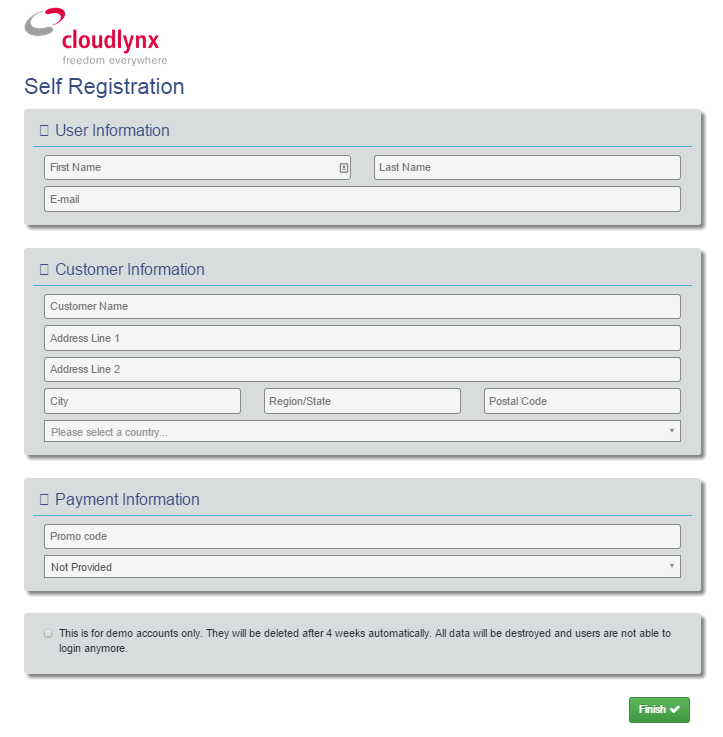 cloudlynx
freedom everywhere
Self Registration
User Information
First Name
Last Name
E-mail
Customer Information
Customer Name
Address Line 1
Address Line 2
City
Region/State
Postal Code
Please select a country...
Payment Information
Promo code
Not Provided
This is for demo accounts only. They will be deleted after 4 weeks automatically. All data will be destroyed and users are not able to
login anymore.
Finish